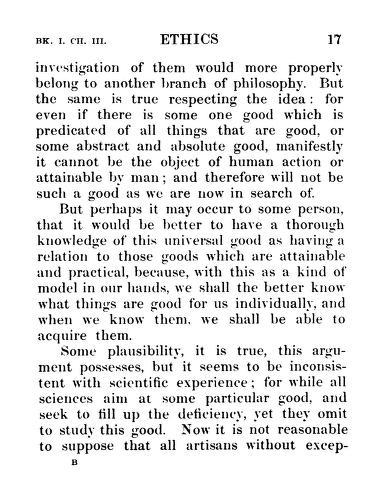 BK. I. CH. III. ETHICS 17
investigation of them would more properly
belong to another branch of philosophy. But
the same is true respecting the idea: for
even if there is some one good which is
predicated of all things that are good, or
some abstract and absolute good, manifestly
it cannot be the object of human action or
attainable by man; and therefore will not be
such a good as we are now in search of.
But perhaps it may occur to some person,
that it would be better to have a thorough
knowledge of this universal good as having a
relation to those goods which are attainable
and practical, because, with this as a kind of
model in our hands, we shall the better know
what things are good for us individually, and
when we know them, we shall be able to
acquire them.
Some plausibility, it is true, this argu-
ment possesses, but it seems to be inconsis-
tent with scientific experience; for while all
sciences aim at some particular good, and
seek to fill up the deficiency, yet they omit
to study this good. Now it is not reasonable
to suppose that all artisans without excep-
B